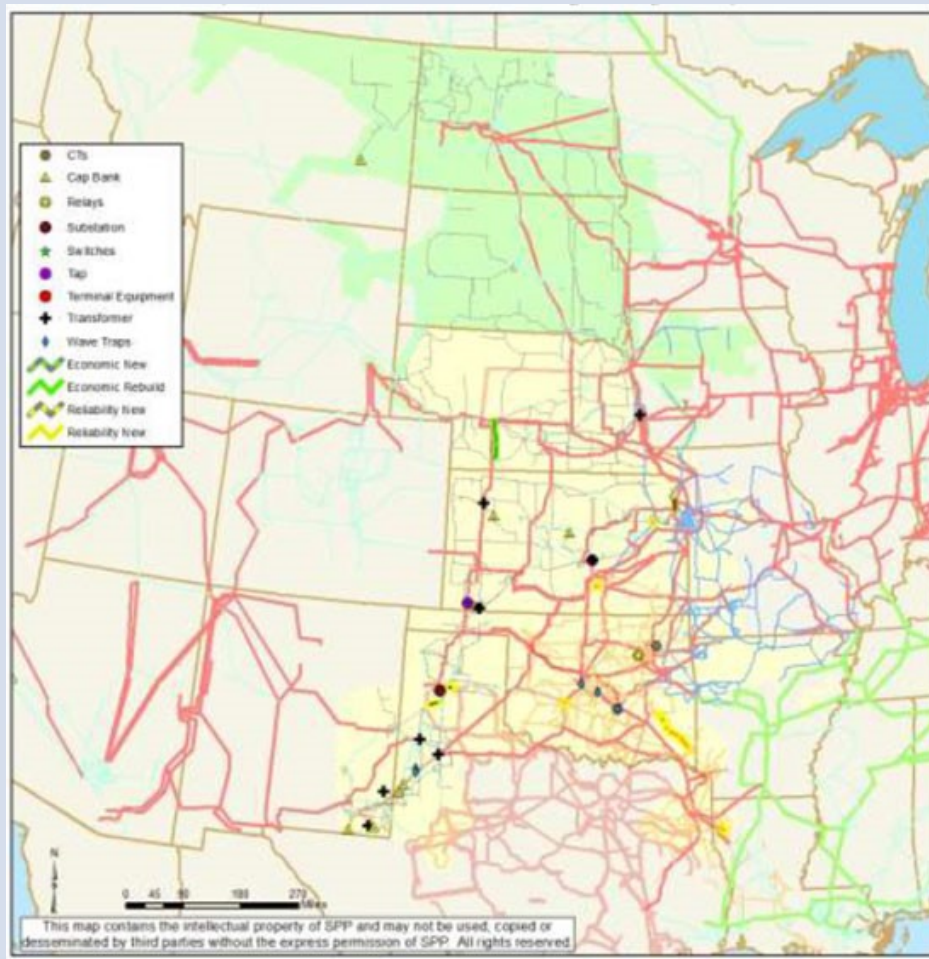 CTs
Cap Bank
Relays
Substation
Switches
Tap
Terminal Equipment
Transformer
Wave Traps
Economic New
Economic Rebuild
Reliability New
Reliability New
N
0 45 90 180 270
Miles
This map contains the intellectual property of SPP and may not be used, copied or
desseminated by third parties without the express permission of SPP. All rights reserved.